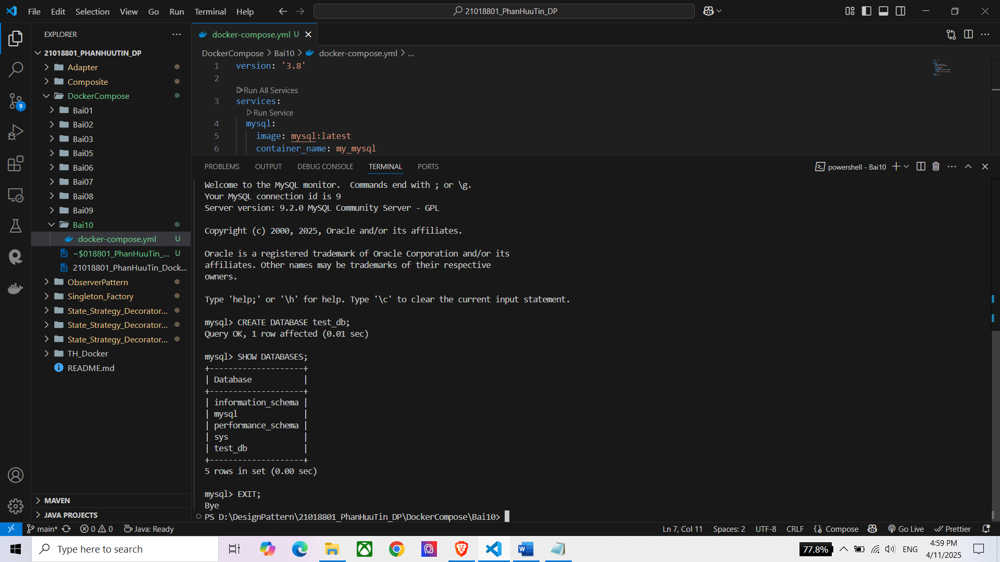 File Edit Selection View Go Run Terminal Help
21018801_PhanHuuTin_DP
EXPLORER
21018801_PHANHUUTIN_DP
Adapter
Composite
DockerCompose
Bai01
Bai02
Bai03
Bai05
Bai06
Bai07
Bai08
Bai09
Bai10
docker-compose.yml U
~$018801_PhanHuuTin_... U
21018801_PhanHuuTin_Dock...
ObserverPattern
Singleton_Factory
State_Strategy_Decorator...
State_Strategy_Decorator...
State_Strategy_Decorator...
TH_Docker
README.md
MAVEN
JAVA PROJECTS
9
docker-compose.yml U
DockerCompose > Bai10 > docker-compose.yml > ...
1 version: '3.8'
2
Run All Services
3 services:
Run Service
4 mysql:
5 image: mysql:latest
6 container_name: my_mysql
PROBLEMS OUTPUT DEBUG CONSOLE TERMINAL PORTS
powershell - Bai10
Welcome to the MySQL monitor.  Commands end with ; or \g.
Your MySQL connection id is 9
Server version: 9.2.0 MySQL Community Server - GPL
Copyright (c) 2000, 2025, Oracle and/or its affiliates.
Oracle is a registered trademark of Oracle Corporation and/or its
affiliates. Other names may be trademarks of their respective
owners.
Type 'help;' or '\h' for help. Type '\c' to clear the current input statement.
mysql> CREATE DATABASE test_db;
Query OK, 1 row affected (0.01 sec)
mysql> SHOW DATABASES;
+--------------------+
| Database           |
+--------------------+
| information_schema |
| mysql              |
| performance_schema |
| sys                |
| test_db            |
+--------------------+
5 rows in set (0.00 sec)
mysql> EXIT;
Bye
PS D:\DesignPattern\21018801_PhanHuuTin_DP\DockerCompose\Bai10>
main* 0 0 Java: Ready
Ln 7, Col 11 Spaces: 2 UTF-8 CRLF Compose Go Live Prettier
Type here to search
77.8% ENG
4:59 PM
4/11/2025